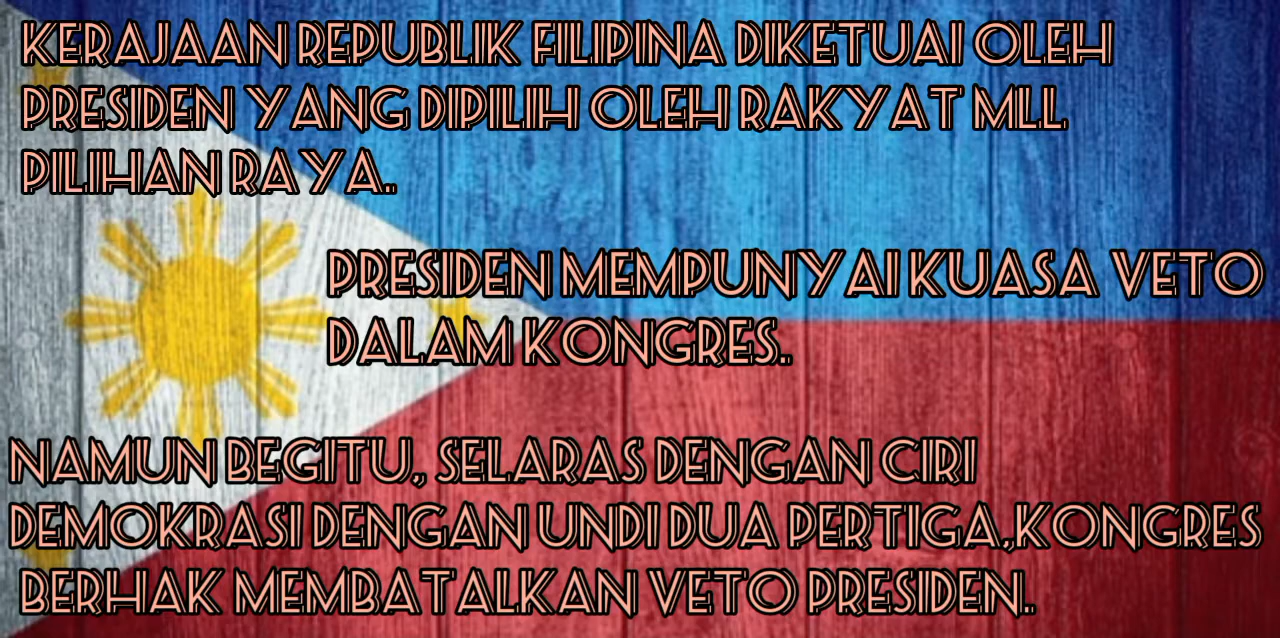 KERAJAAN REPUBLIK FILIPINA DIKETUAI OLEH
PRESIDEN YANG DIPILIH OLEH RAKYAT MLL
PILIHAN RAYA.
PRESIDEN MEMPUNYAI KUASA VETO
DALAM KONGRES.
NAMUN BEGITU, SELARAS DENGAN CIRI
DEMOKRASI DENGAN UNDI DUA PERTIGA,KONGRES
BERHAK MEMBATALKAN VETO PRESIDEN.